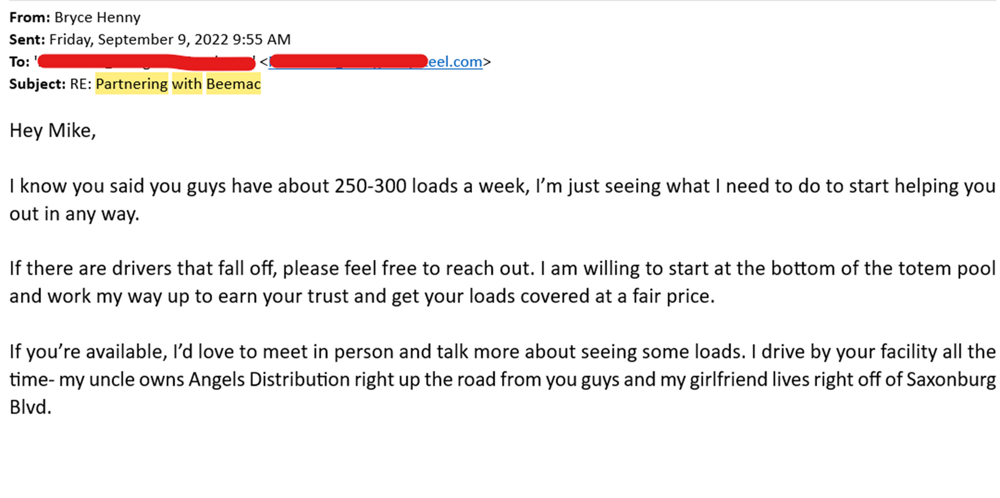 From: Bryce Henny
Sent: Friday, September 9, 2022 9:55 AM
To: ' ' < eel.com>
Subject: RE: Partnering with Beemac
Hey Mike,
I know you said you guys have about 250-300 loads a week, I’m just seeing what I need to do to start helping you
out in any way.
If there are drivers that fall off, please feel free to reach out. I am willing to start at the bottom of the totem pool
and work my way up to earn your trust and get your loads covered at a fair price.
If you’re available, I’d love to meet in person and talk more about seeing some loads. I drive by your facility all the
time- my uncle owns Angels Distribution right up the road from you guys and my girlfriend lives right off of Saxonburg
Blvd.